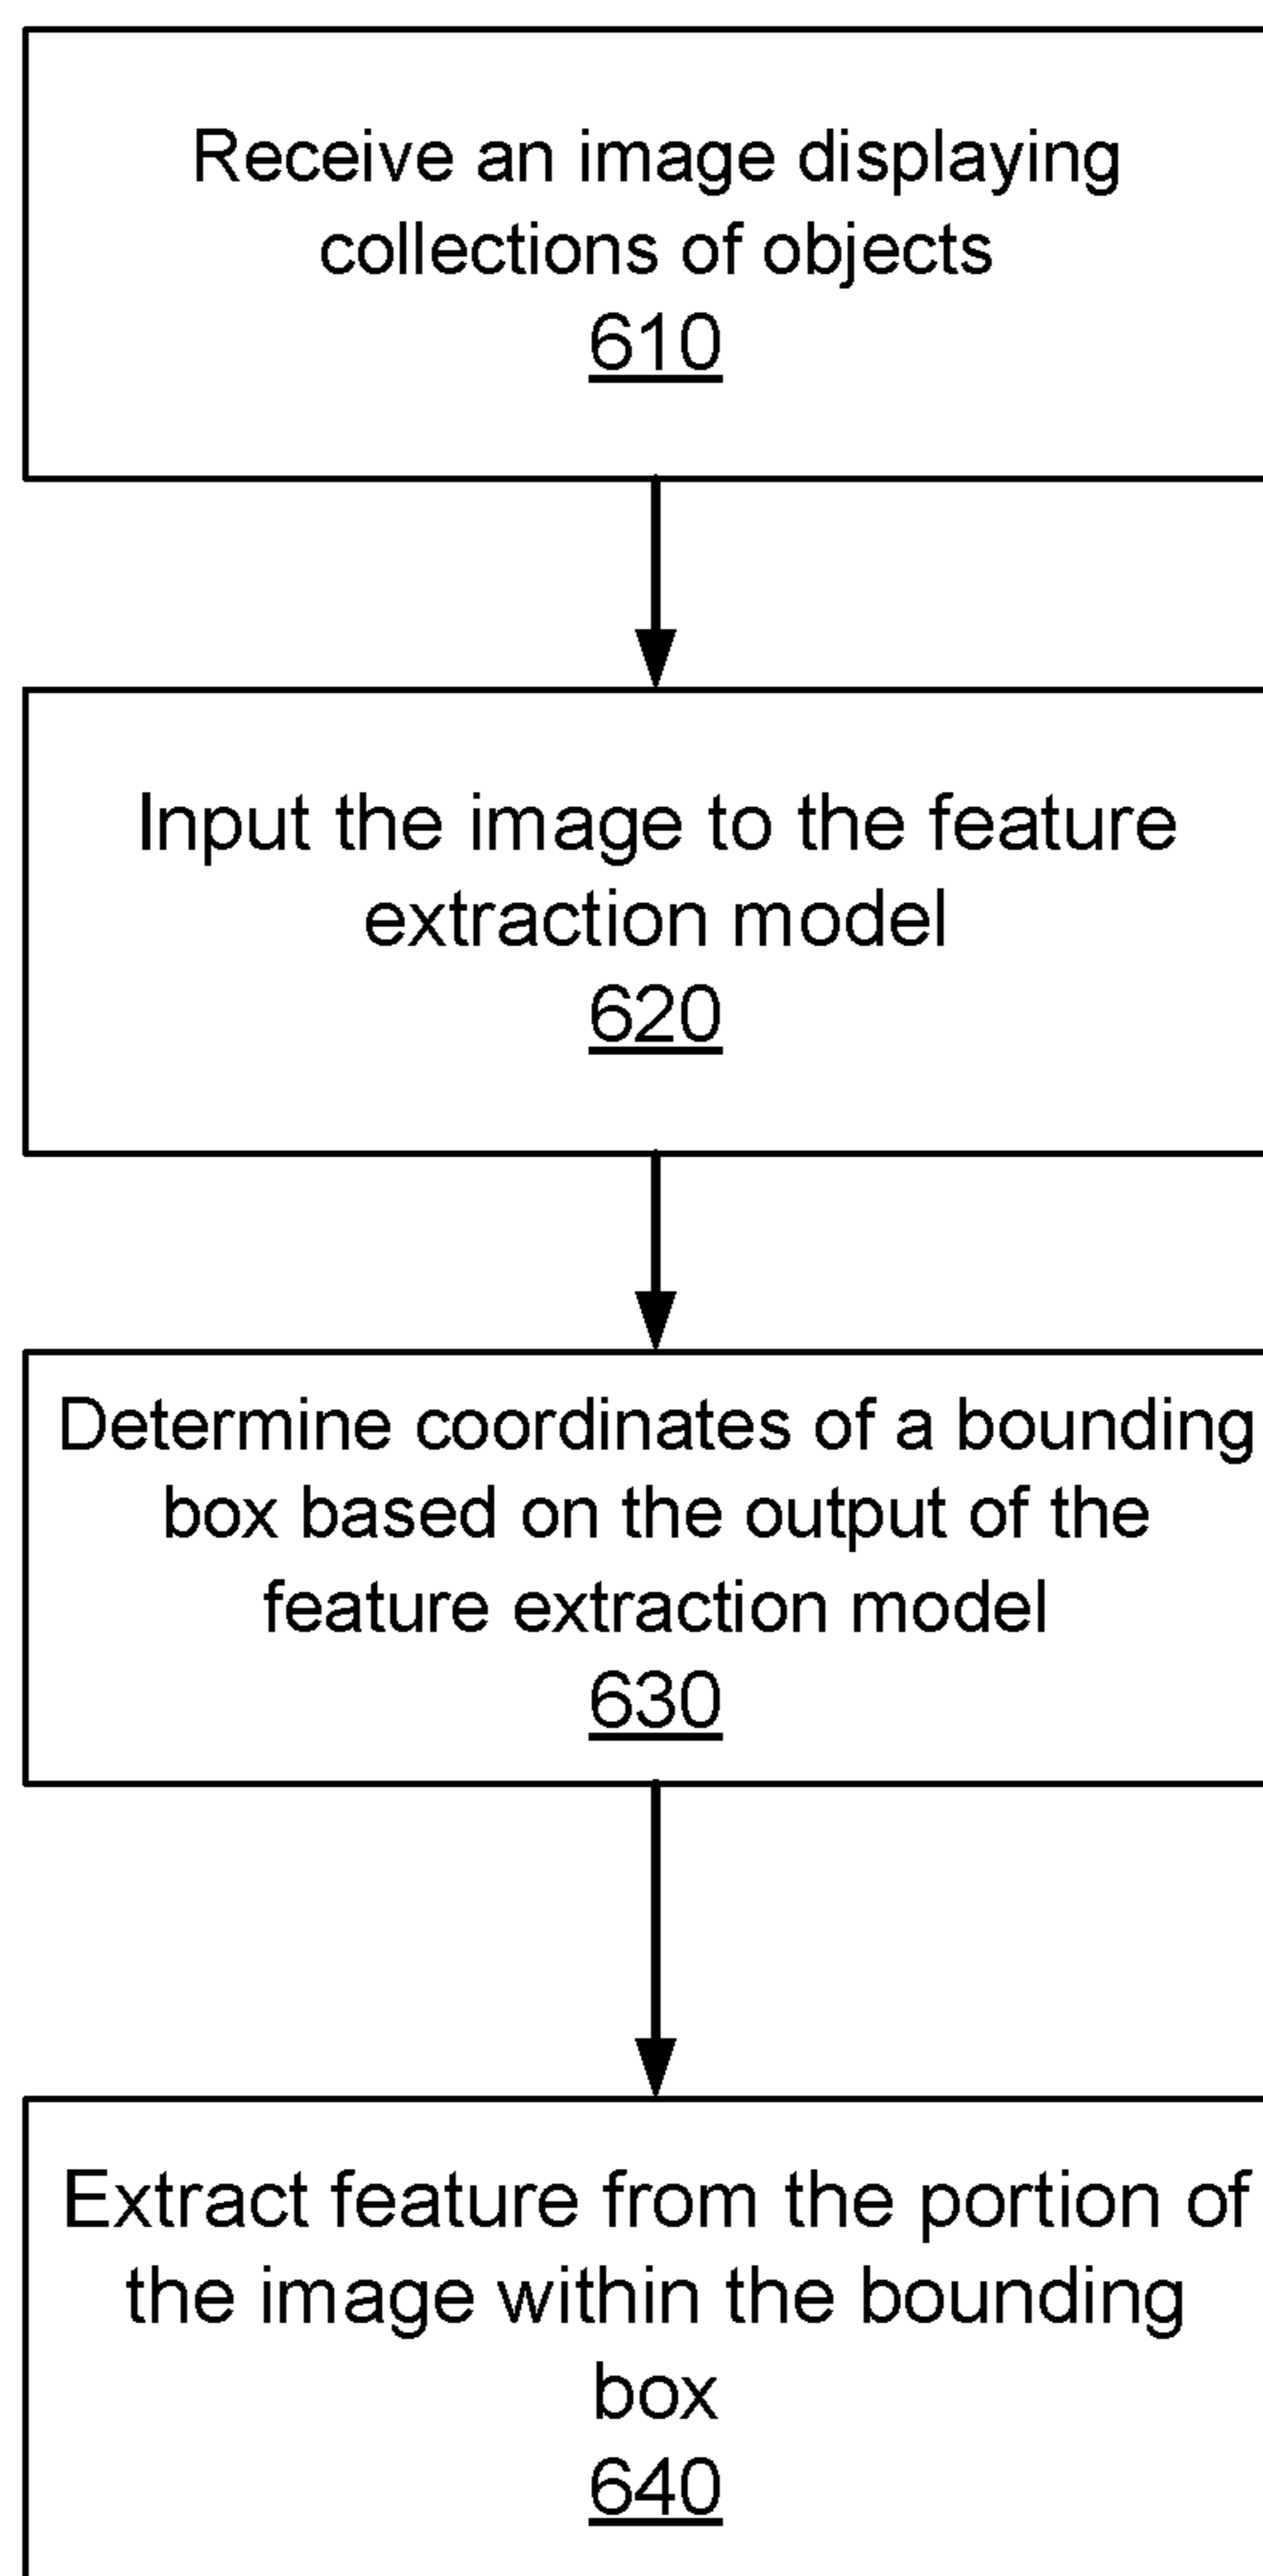 Receive an image displaying
collections of objects
610
Input the image to the feature
extraction model
620
Determine coordinates of a bounding
box based on the output of the
feature extraction model
630
Extract feature from the portion of
the image within the bounding
box
640